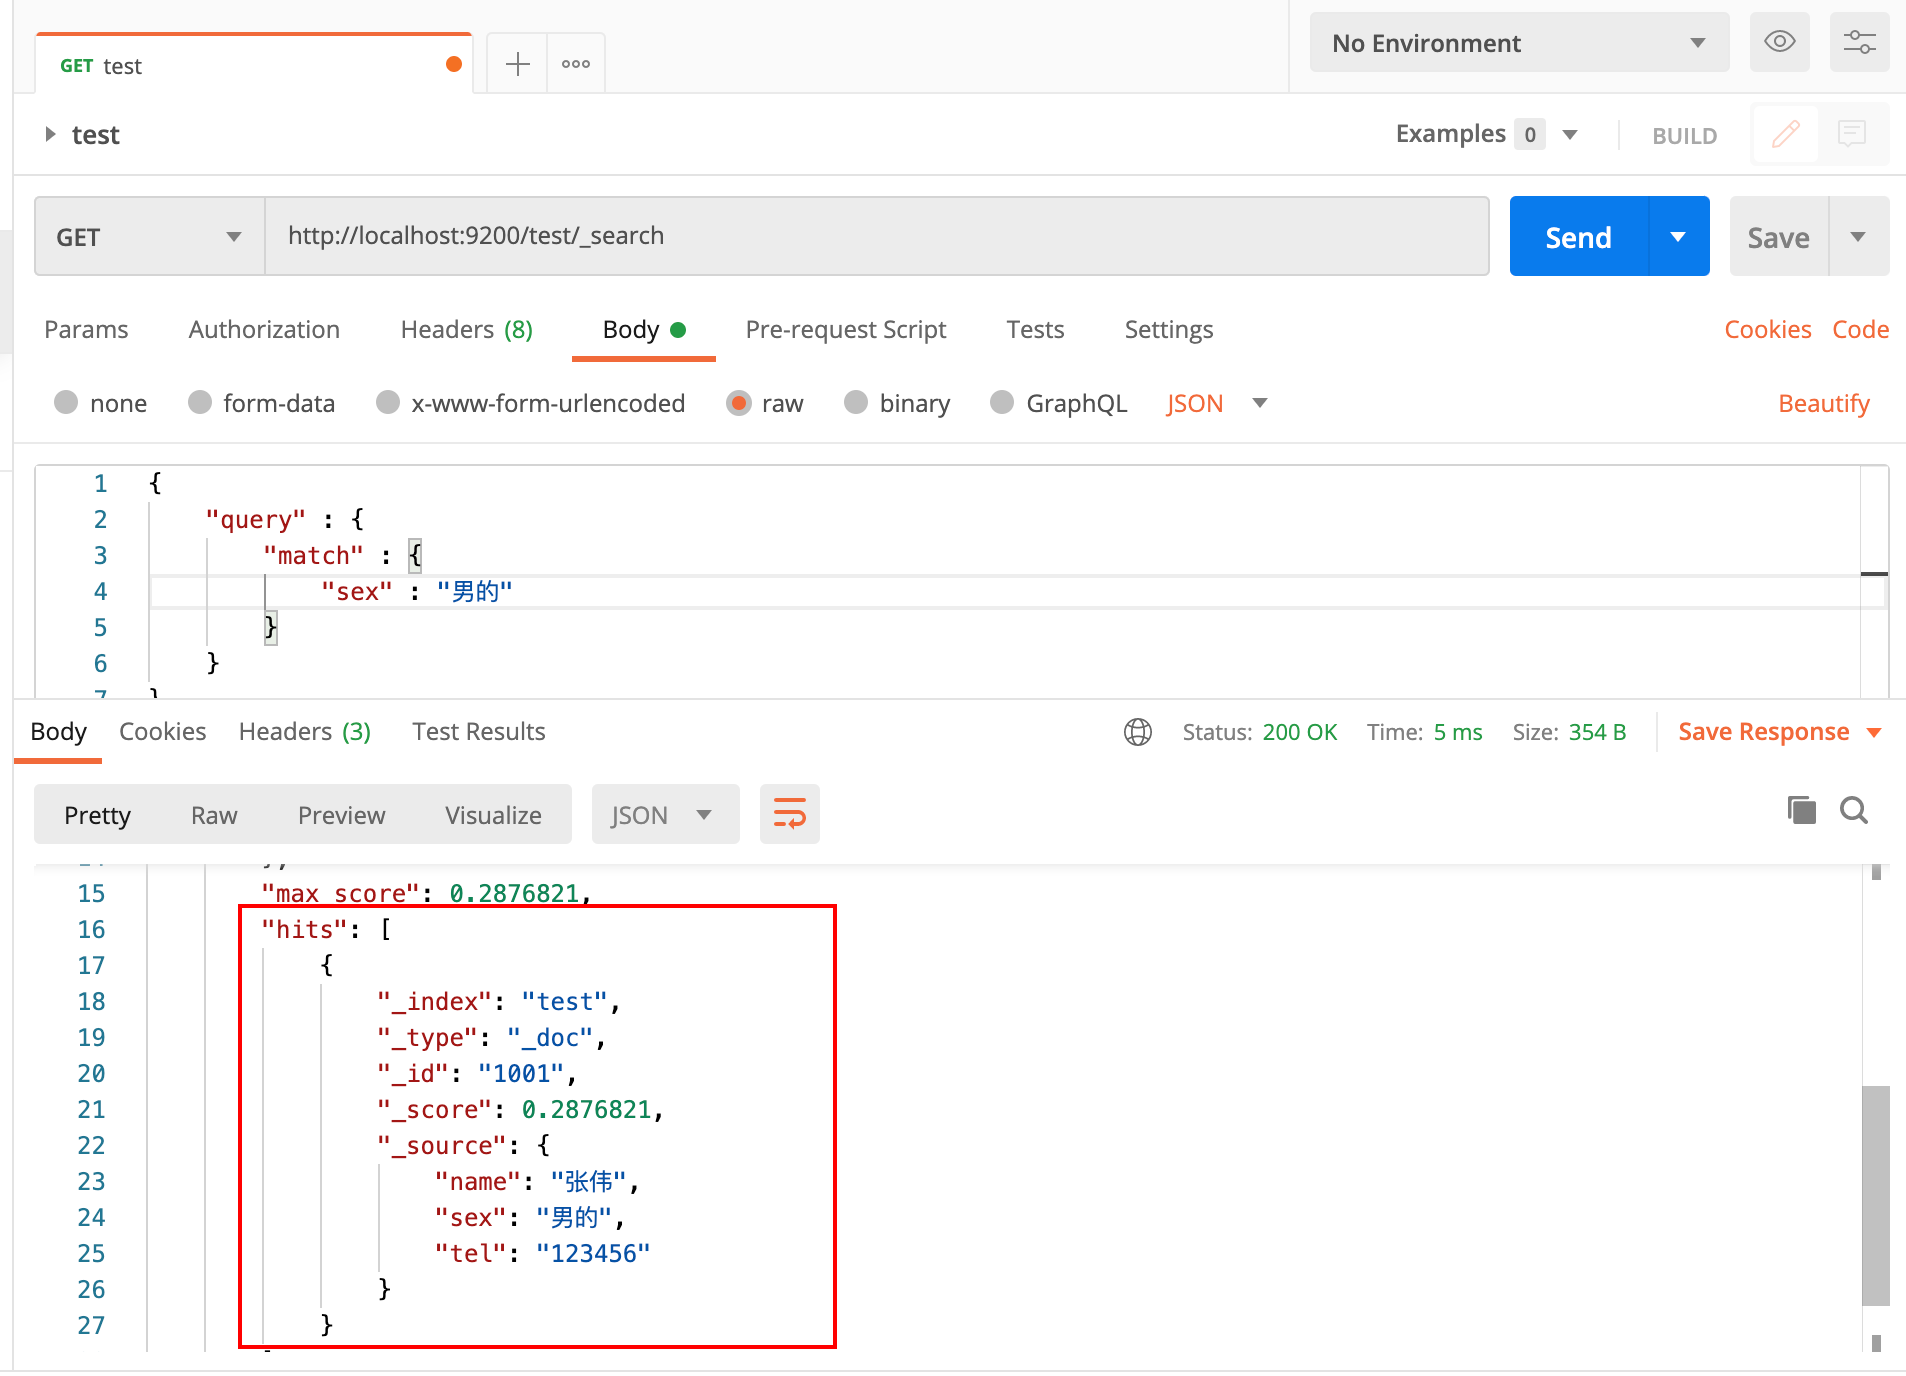 GET test
No Environment
test
Examples 0 BUILD
GET http://localhost:9200/test/_search Send Save
Params Authorization Headers (8) Body Pre-request Script Tests Settings Cookies Code
none form-data x-www-form-urlencoded raw binary GraphQL JSON Beautify
1 {
2 "query" : {
3 "match" : {
4 "sex" : "男的"
5 }
6 }
7 }
Body Cookies Headers (3) Test Results Status: 200 OK Time: 5 ms Size: 354 B Save Response
Pretty Raw Preview Visualize JSON
15 "max_score": 0.2876821,
16 "hits": [
17 {
18 "_index": "test",
19 "_type": "_doc",
20 "_id": "1001",
21 "_score": 0.2876821,
22 "_source": {
23 "name": "张伟",
24 "sex": "男的",
25 "tel": "123456"
26 }
27 }